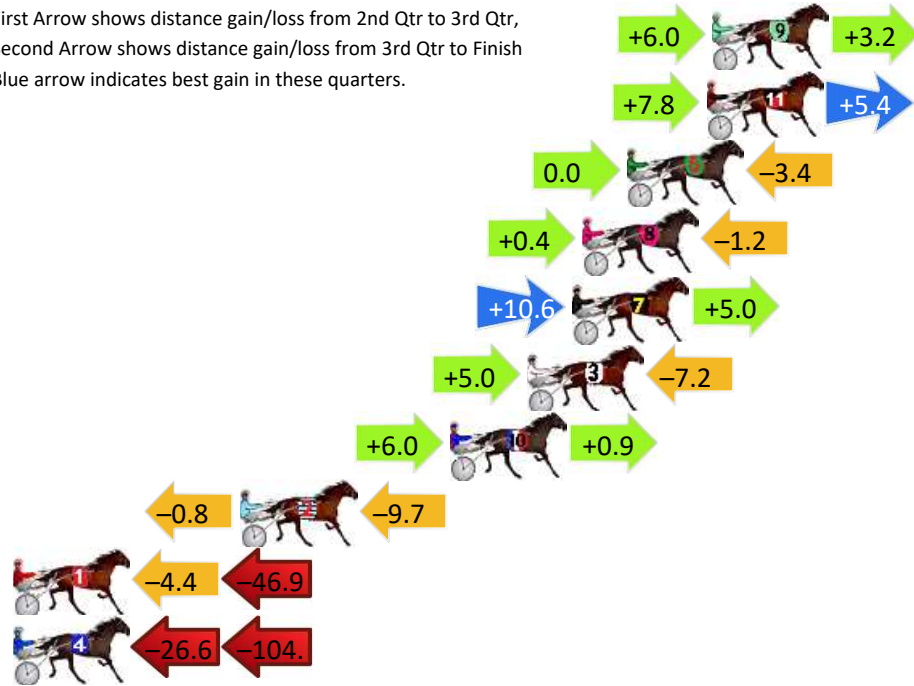 First Arrow shows distance gain/loss from 2nd Qtr to 3rd Qtr,
Second Arrow shows distance gain/loss from 3rd Qtr to Finish
Blue arrow indicates best gain in these quarters.
+6.0 9 +3.2
+7.8 11 +5.4
0.0 6 –3.4
+0.4 8 –1.2
+10.6 7 +5.0
+5.0 3 –7.2
+6.0 10 +0.9
–0.8 2 –9.7
1 –4.4 –46.9
4 –26.6 –104.